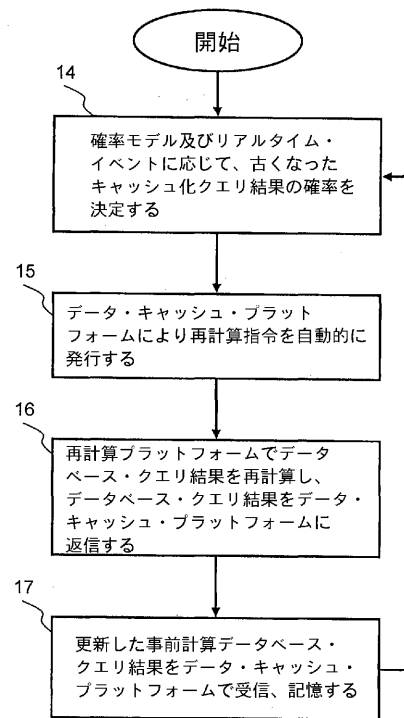 開始
14
確率モデル及びリアルタイム・
イベントに応じて、古くなった
キャッシュ化クエリ結果の確率を
決定する
15
データ・キャッシュ・プラット
フォームにより再計算指令を自動的に
発行する
16
再計算プラットフォームでデータ
ベース・クエリ結果を再計算し、
データベース・クエリ結果をデータ・
キャッシュ・プラットフォームに
返信する
17
更新した事前計算データベース・
クエリ結果をデータ・キャッシュ・
プラットフォームで受信、記憶する